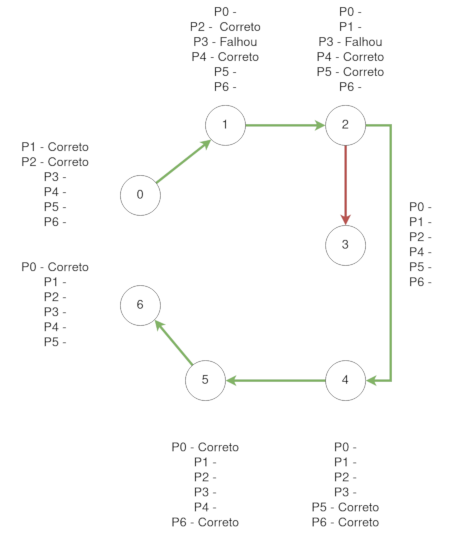 P0 -
P2 - Correto
P3 - Falhou
P4 - Correto
P5 -
P6 -
P0 -
P1 -
P3 - Falhou
P4 - Correto
P5 - Correto
P6 -
1
2
P1 - Correto
P2 - Correto
P3 -
P4 -
P5 -
P6 -
0
3
P0 -
P1 -
P2 -
P4 -
P5 -
P6 -
P0 - Correto
P1 -
P2 -
P3 -
P4 -
P5 -
6
5
4
P0 - Correto
P1 -
P2 -
P3 -
P4 -
P6 - Correto
P0 -
P1 -
P2 -
P3 -
P5 - Correto
P6 - Correto